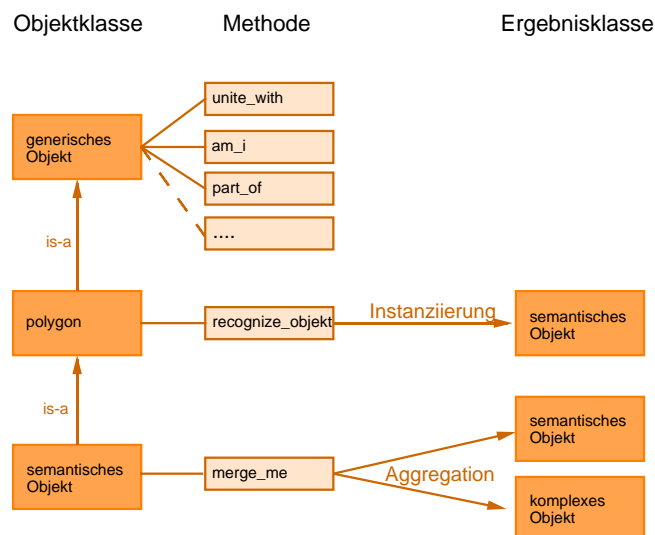 Objektklasse Methode Ergebnisklasse
unite_with
generisches
Objekt
am_i
part_of
....
is-a
polygon
recognize_objekt
Instanziierung
semantisches
Objekt
is-a
semantisches
Objekt
merge_me
Aggregation
semantisches
Objekt
komplexes
Objekt